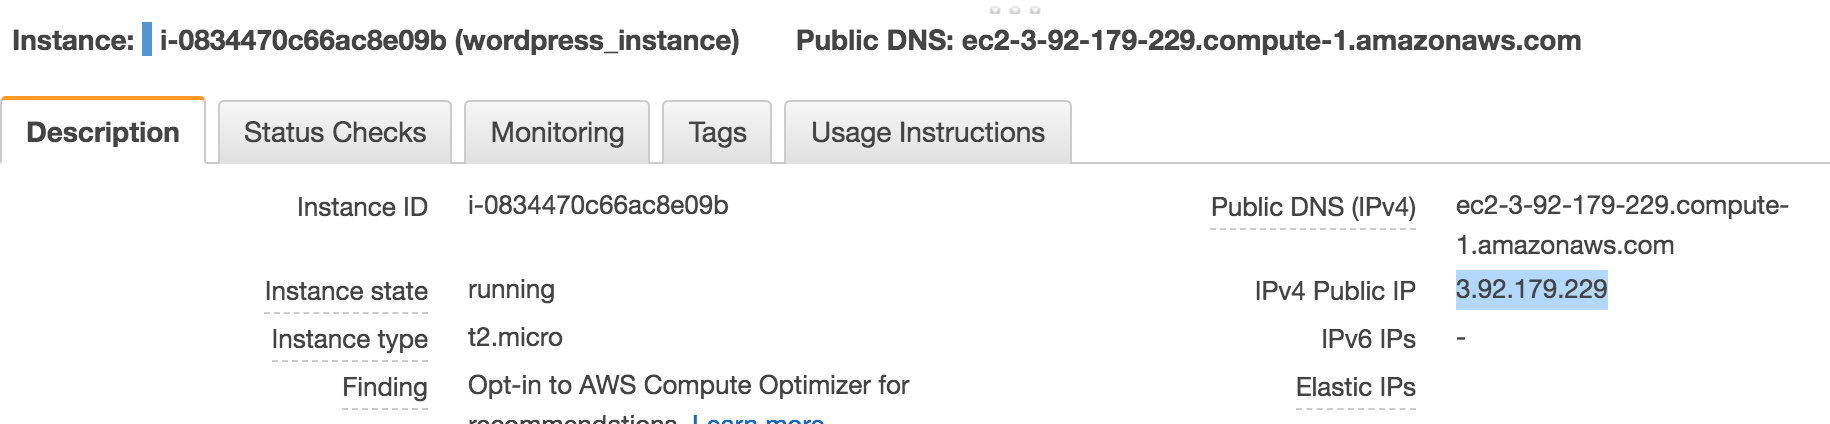 Instance: i-0834470c66ac8e09b (wordpress_instance) Public DNS: ec2-3-92-179-229.compute-1.amazonaws.com
Description Status Checks Monitoring Tags Usage Instructions
Instance ID i-0834470c66ac8e09b Public DNS (IPv4) ec2-3-92-179-229.compute-
1.amazonaws.com
Instance state running IPv4 Public IP 3.92.179.229
Instance type t2.micro IPv6 IPs -
Finding Opt-in to AWS Compute Optimizer for Elastic IPs
recommendations. Learn more